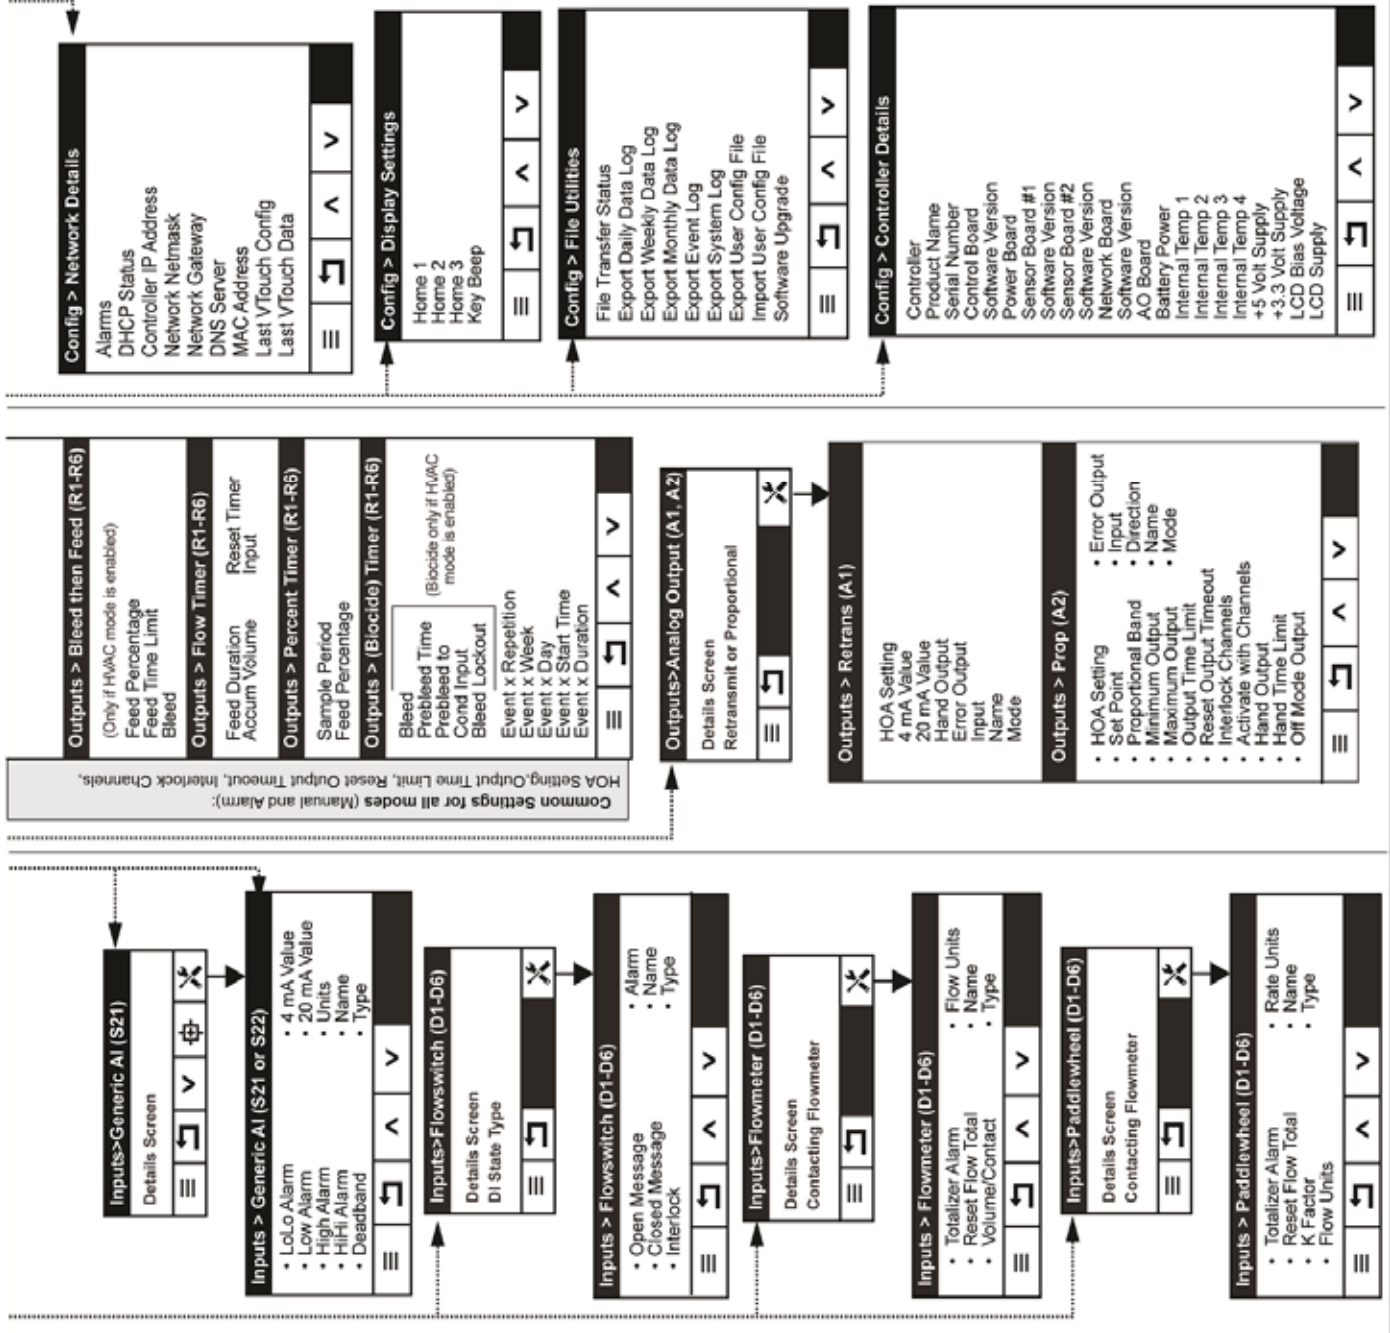 Inputs>Generic AI (S21)
Details Screen
Inputs > Generic AI (S21 or S22)
• LoLo Alarm
• Low Alarm
• High Alarm
• HiHi Alarm
• Deadband
• 4 mA Value
• 20 mA Value
• Units
• Name
• Type
Inputs>Flowswitch (D1-D6)
Details Screen
DI State Type
Inputs > Flowswitch (D1-D6)
• Open Message
• Closed Message
• Interlock
• Alarm
• Name
• Type
Inputs>Flowmeter (D1-D6)
Details Screen
Contacting Flowmeter
Inputs > Flowmeter (D1-D6)
• Totalizer Alarm
• Reset Flow Total
• Volume/Contact
• Flow Units
• Name
• Type
Inputs>Paddlewheel (D1-D6)
Details Screen
Contacting Flowmeter
Inputs > Paddlewheel (D1-D6)
• Totalizer Alarm
• Reset Flow Total
• K Factor
• Flow Units
• Rate Units
• Name
• Type
Common Settings for all modes (Manual and Alarm):
HOA Setting,Output Time Limit, Reset Output Timeout, Interlock Channels,
Outputs > Bleed then Feed (R1-R6)
(Only if HVAC mode is enabled)
Feed Percentage
Feed Time Limit
Bleed
Outputs > Flow Timer (R1-R6)
Feed Duration
Accum Volume
Reset Timer
Input
Outputs > Percent Timer (R1-R6)
Sample Period
Feed Percentage
Outputs > (Biocide) Timer (R1-R6)
Bleed
Prebleed Time
Prebleed to
Cond Input
Bleed Lockout
(Biocide only if HVAC
mode is enabled)
Event x Repetition
Event x Week
Event x Day
Event x Start Time
Event x Duration
Outputs>Analog Output (A1, A2)
Details Screen
Retransmit or Proportional
Outputs > Retrans (A1)
HOA Setting
4 mA Value
20 mA Value
Hand Output
Error Output
Input
Name
Mode
Outputs > Prop (A2)
• HOA Setting
• Set Point
• Proportional Band
• Minimum Output
• Maximum Output
• Output Time Limit
• Reset Output Timeout
• Interlock Channels
• Activate with Channels
• Hand Output
• Hand Time Limit
• Off Mode Output
• Error Output
• Input
• Direction
• Name
• Mode
Config > Network Details
Alarms
DHCP Status
Controller IP Address
Network Netmask
Network Gateway
DNS Server
MAC Address
Last VTouch Config
Last VTouch Data
Config > Display Settings
Home 1
Home 2
Home 3
Key Beep
Config > File Utilities
File Transfer Status
Export Daily Data Log
Export Weekly Data Log
Export Monthly Data Log
Export Event Log
Export System Log
Export User Config File
Import User Config File
Software Upgrade
Config > Controller Details
Controller
Product Name
Serial Number
Control Board
Software Version
Power Board
Sensor Board #1
Software Version
Sensor Board #2
Software Version
Network Board
Software Version
AO Board
Battery Power
Internal Temp 1
Internal Temp 2
Internal Temp 3
Internal Temp 4
+5 Volt Supply
+3.3 Volt Supply
LCD Bias Voltage
LCD Supply